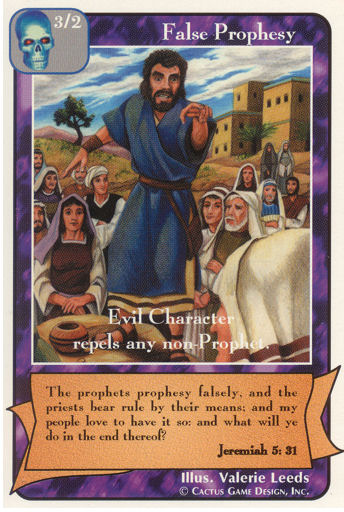 3/2
False Prophesy
Evil Character
repels any non-Prophet.
The prophets prophesy falsely, and the
priests bear rule by their means; and my
people love to have it so: and what will ye
do in the end thereof?
Jeremiah 5: 31
Illus. Valerie Leeds
© CACTUS GAME DESIGN, INC.